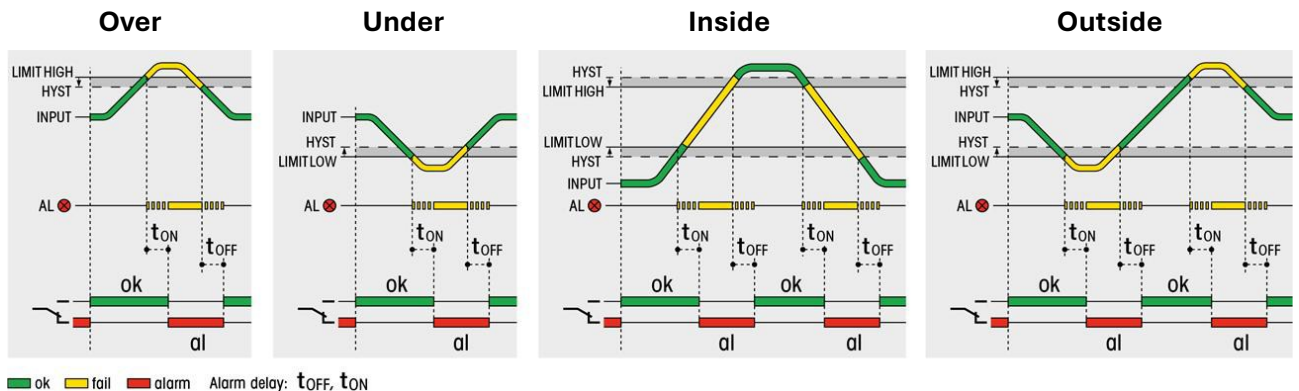 Over
LIMIT HIGH
HYST
INPUT
AL
tON
tOFF
ok
al
Under
INPUT
HYST
LIMIT LOW
AL
tON
tOFF
ok
al
Inside
HYST
LIMIT HIGH
LIMIT LOW
HYST
INPUT
AL
tON
tOFF
tON
tOFF
ok
ok
al
al
Outside
LIMIT HIGH
HYST
INPUT
HYST
LIMIT LOW
AL
tON
tOFF
tON
tOFF
ok
ok
al
al
ok fail alarm Alarm delay: tOFF, tON